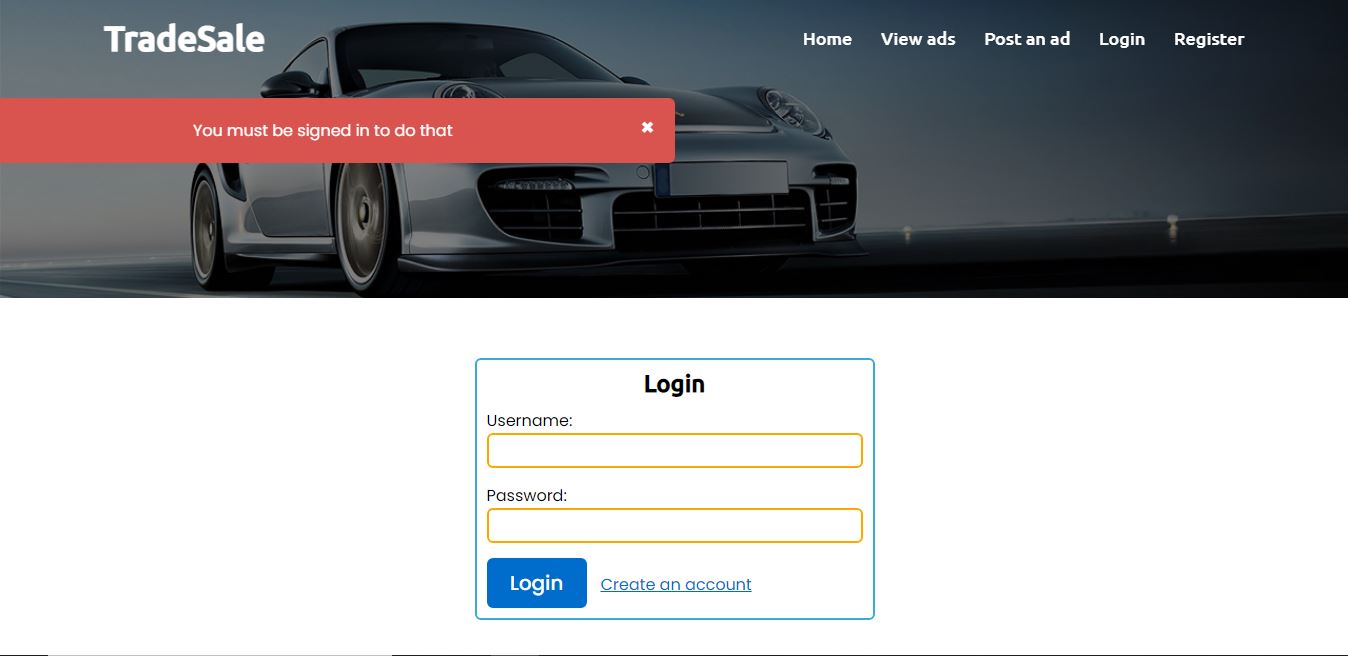 TradeSale
Home View ads Post an ad Login Register
You must be signed in to do that ✖
Login
Username:
Password:
Login Create an account